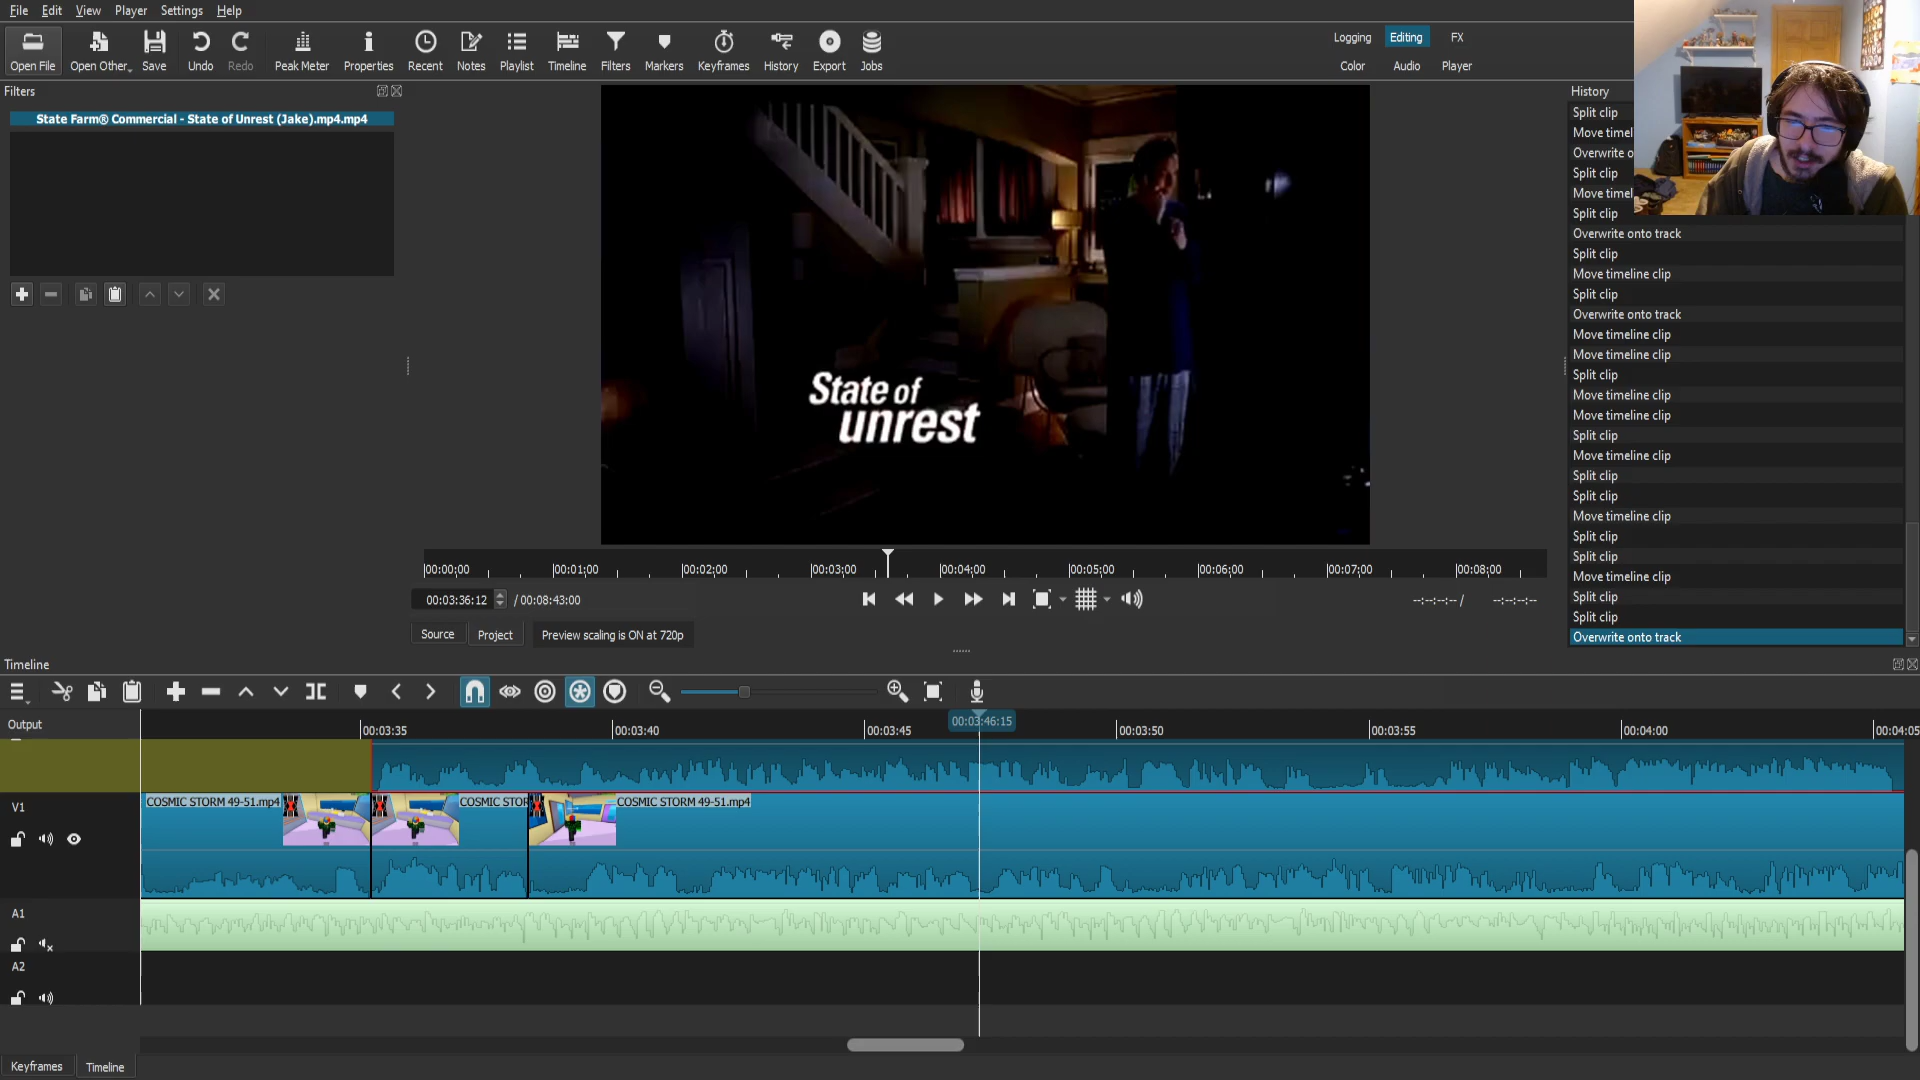 File Edit View Player Settings Help
Open File Open Other Save Undo Redo Peak Meter Properties Recent Notes Playlist Timeline Filters Markers Keyframes History Export Jobs
Logging Editing FX
Color Audio Player
Filters
State Farm® Commercial - State of Unrest (Jake).mp4.mp4
State of
unrest
History
Split clip
Move timel
Overwrite o
Split clip
Move timel
Split clip
Overwrite onto track
Split clip
Move timeline clip
Split clip
Overwrite onto track
Move timeline clip
Move timeline clip
Split clip
Move timeline clip
Move timeline clip
Split clip
Move timeline clip
Split clip
Split clip
Move timeline clip
Split clip
Split clip
Move timeline clip
Split clip
Split clip
Overwrite onto track
00:00:00 00:01:00 00:02:00 00:03:00 00:04:00 00:05:00 00:06:00 00:07:00 00:08:00
00:03:36:12 / 00:08:43:00
--:--:--:-- / --:--:--:--
Source Project Preview scaling is ON at 720p
Timeline
Output
00:03:46:15
00:03:35 00:03:40 00:03:45 00:03:50 00:03:55 00:04:00 00:04:05
V1
COSMIC STORM 49-51.mp4 COSMIC STOR COSMIC STORM 49-51.mp4
A1
A2
Keyframes Timeline